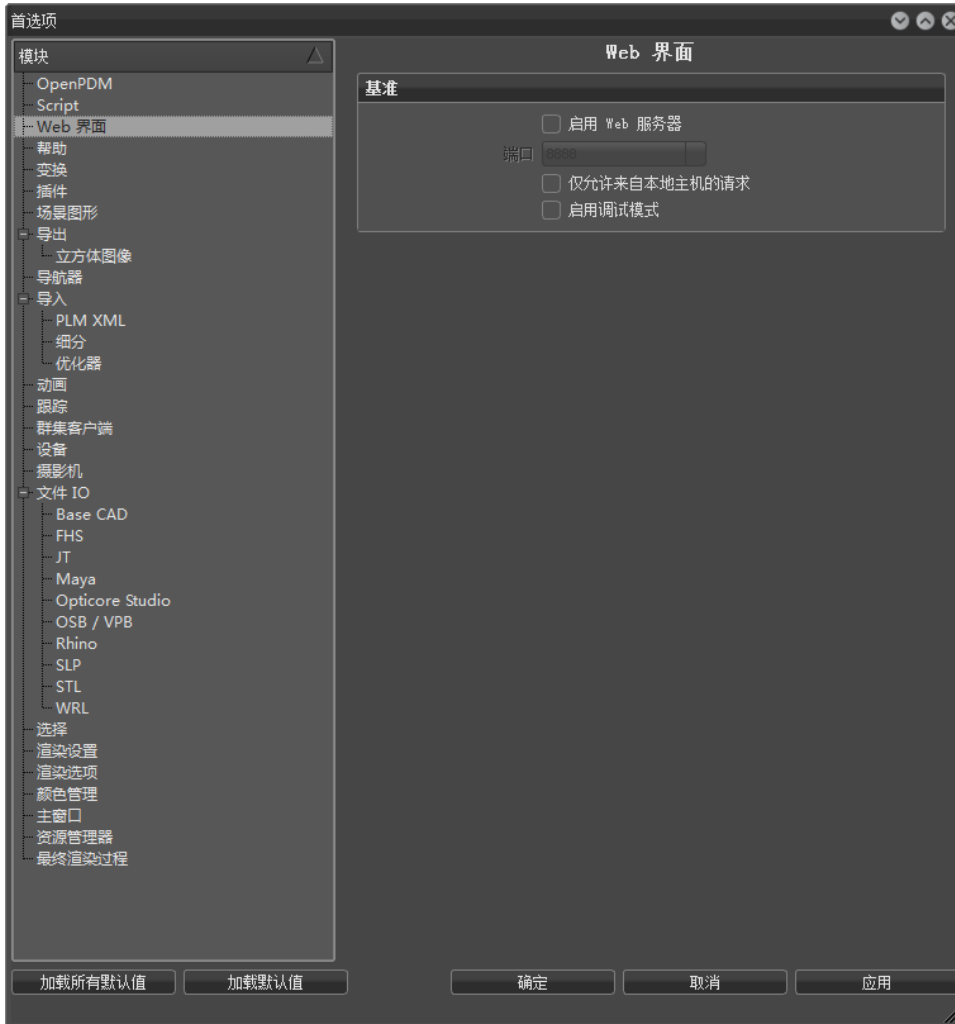 首选项
模块
OpenPDM
Script
Web 界面
帮助
变换
插件
场景图形
导出
立方体图像
导航器
导入
PLM XML
细分
优化器
动画
跟踪
群集客户端
设备
摄影机
文件 IO
Base CAD
FHS
JT
Maya
Opticore Studio
OSB / VPB
Rhino
SLP
STL
WRL
选择
渲染设置
渲染选项
颜色管理
主窗口
资源管理器
最终渲染过程
Web 界面
基准
启用 Web 服务器
端口 8888
仅允许来自本地主机的请求
启用调试模式
加载所有默认值 加载默认值 确定 取消 应用